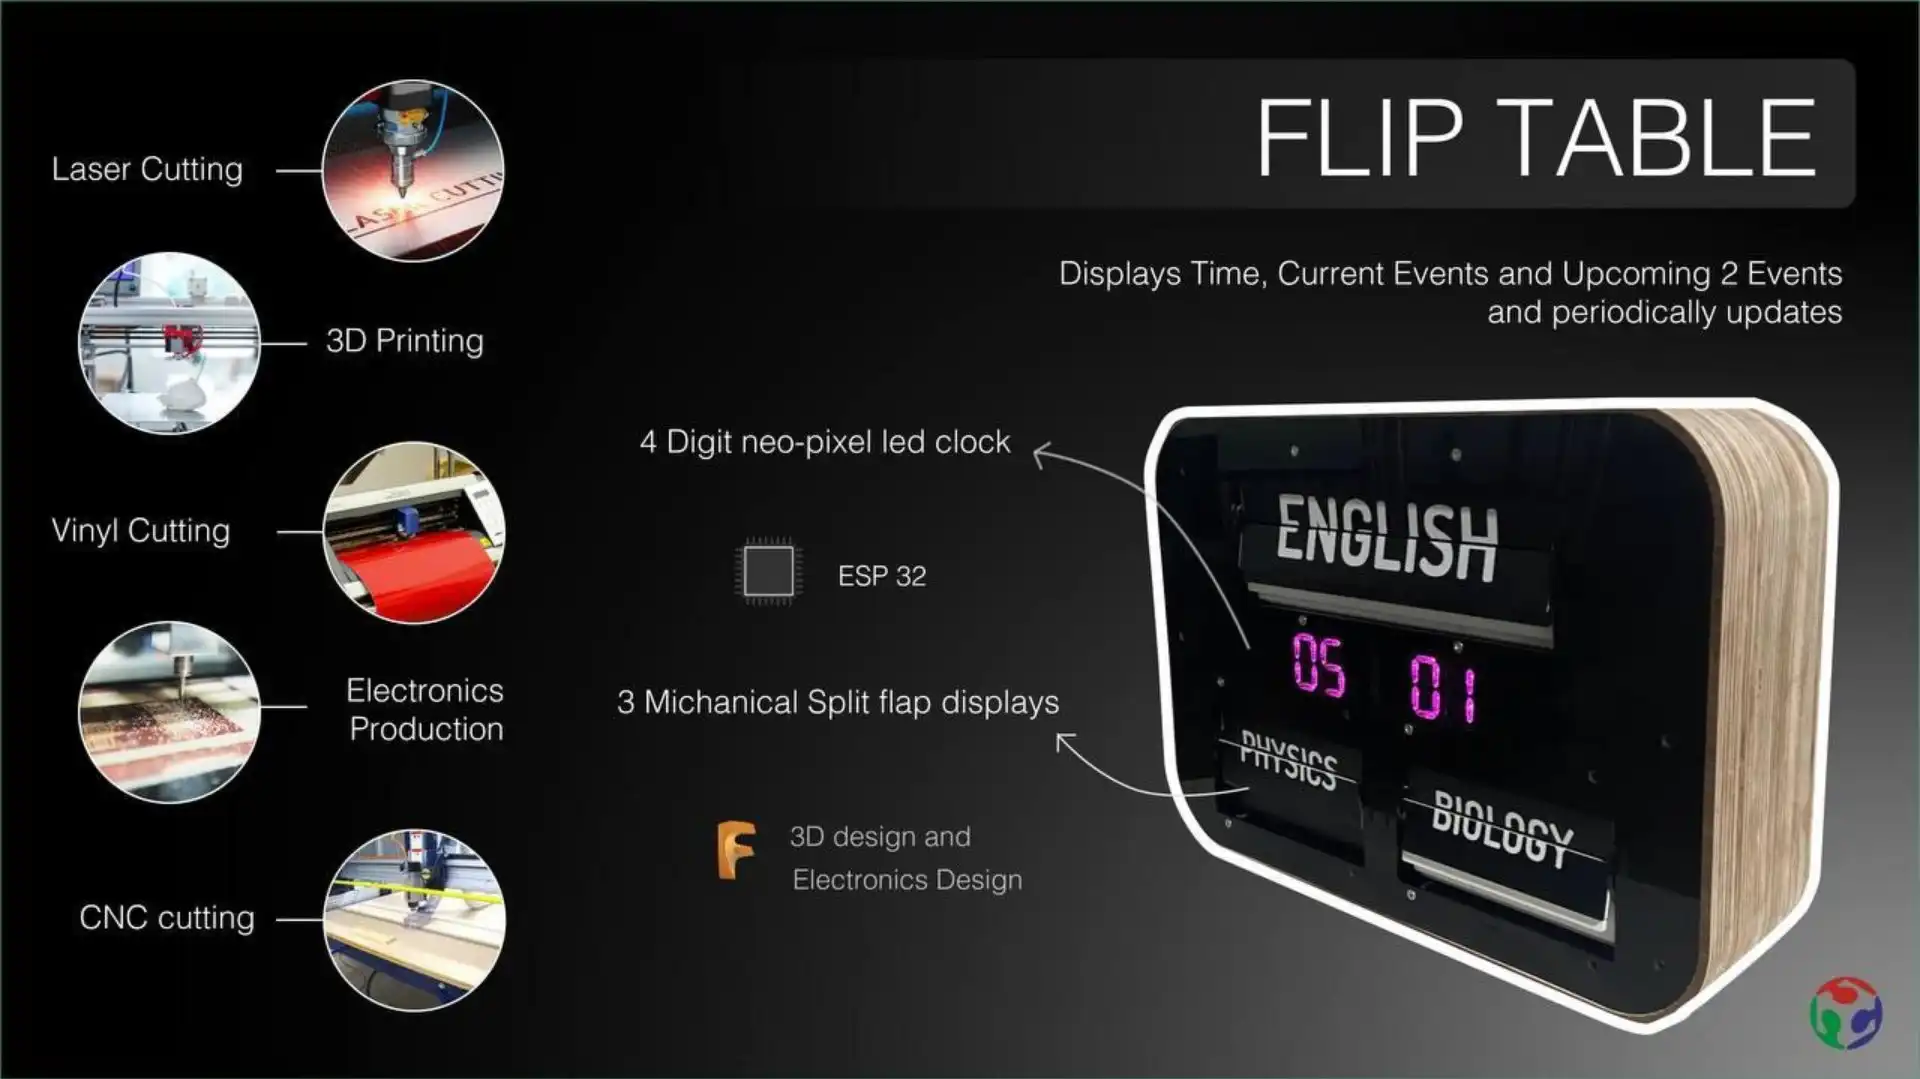 FLIP TABLE
Displays Time, Current Events and Upcoming 2 Events
and periodically updates
Laser Cutting
3D Printing
Vinyl Cutting
Electronics
Production
CNC cutting
4 Digit neo-pixel led clock
ESP 32
3 Michanical Split flap displays
3D design and
Electronics Design
ENGLISH
05 01
PHYSICS
BIOLOGY